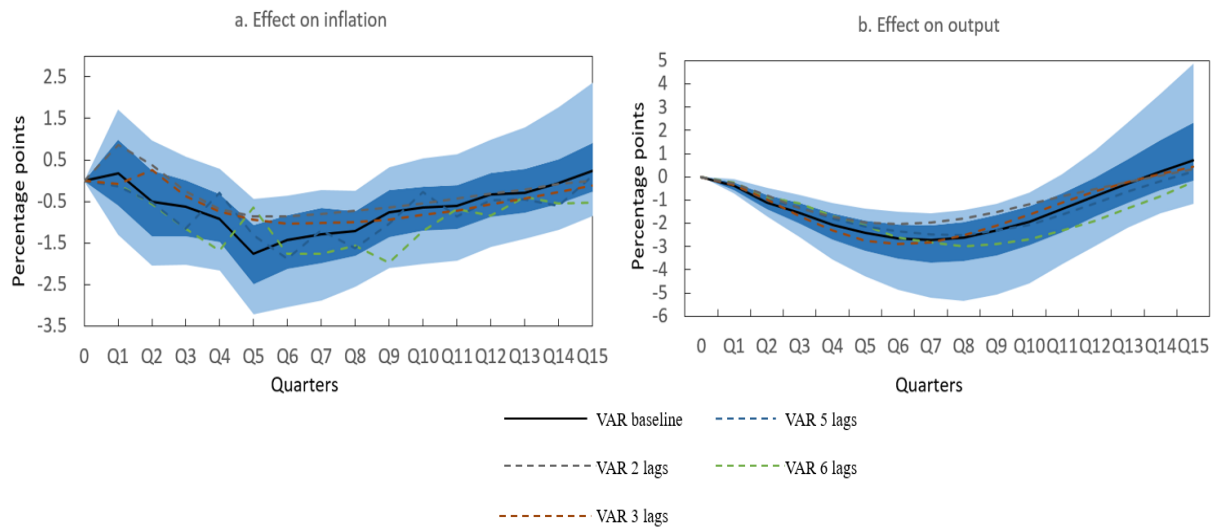 a. Effect on inflation
Percentage points
2.5
1.5
0.5
-0.5
-1.5
-2.5
-3.5
0 Q1 Q2 Q3 Q4 Q5 Q6 Q7 Q8 Q9 Q10 Q11 Q12 Q13 Q14 Q15
Quarters
b. Effect on output
Percentage points
5
4
3
2
1
0
-1
-2
-3
-4
-5
-6
0 Q1 Q2 Q3 Q4 Q5 Q6 Q7 Q8 Q9 Q10 Q11 Q12 Q13 Q14 Q15
Quarters
VAR baseline
VAR 5 lags
VAR 2 lags
VAR 6 lags
VAR 3 lags